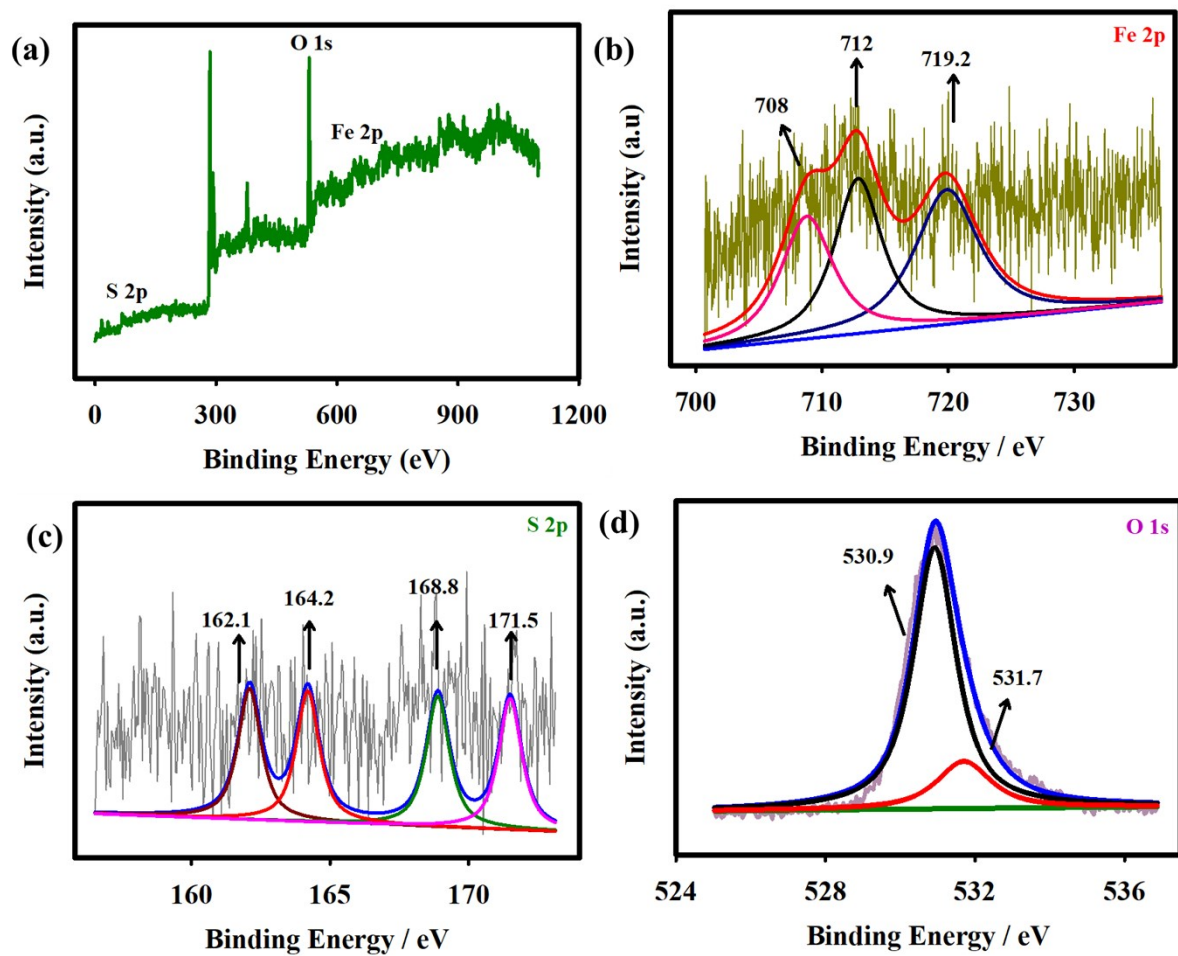 (a)
O 1s
Fe 2p
S 2p
Intensity (a.u.)
0 300 600 900 1200
Binding Energy (eV)
(b)
Fe 2p
712
719.2
708
Intensity (a.u)
700 710 720 730
Binding Energy / eV
(c)
S 2p
162.1
164.2
168.8
171.5
Intensity (a.u.)
160 165 170
Binding Energy / eV
(d)
O 1s
530.9
531.7
Intensity (a.u.)
524 528 532 536
Binding Energy / eV